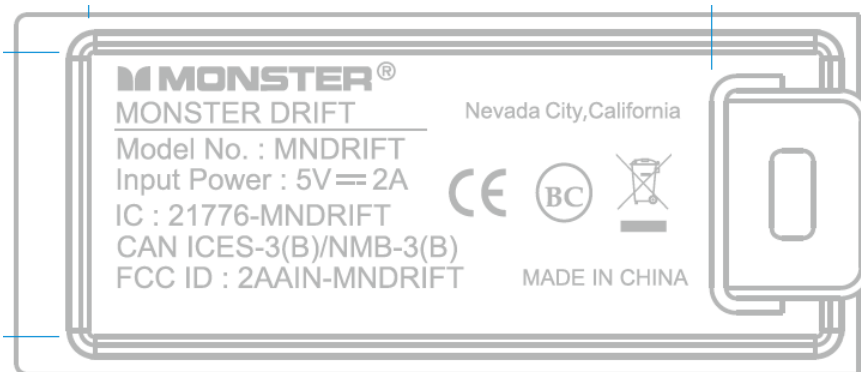 MONSTER®
MONSTER DRIFT
Nevada City,California
Model No. : MNDRIFT
Input Power : 5V⎓2A
IC : 21776-MNDRIFT
CAN ICES-3(B)/NMB-3(B)
FCC ID : 2AAIN-MNDRIFT
CE
BC
MADE IN CHINA